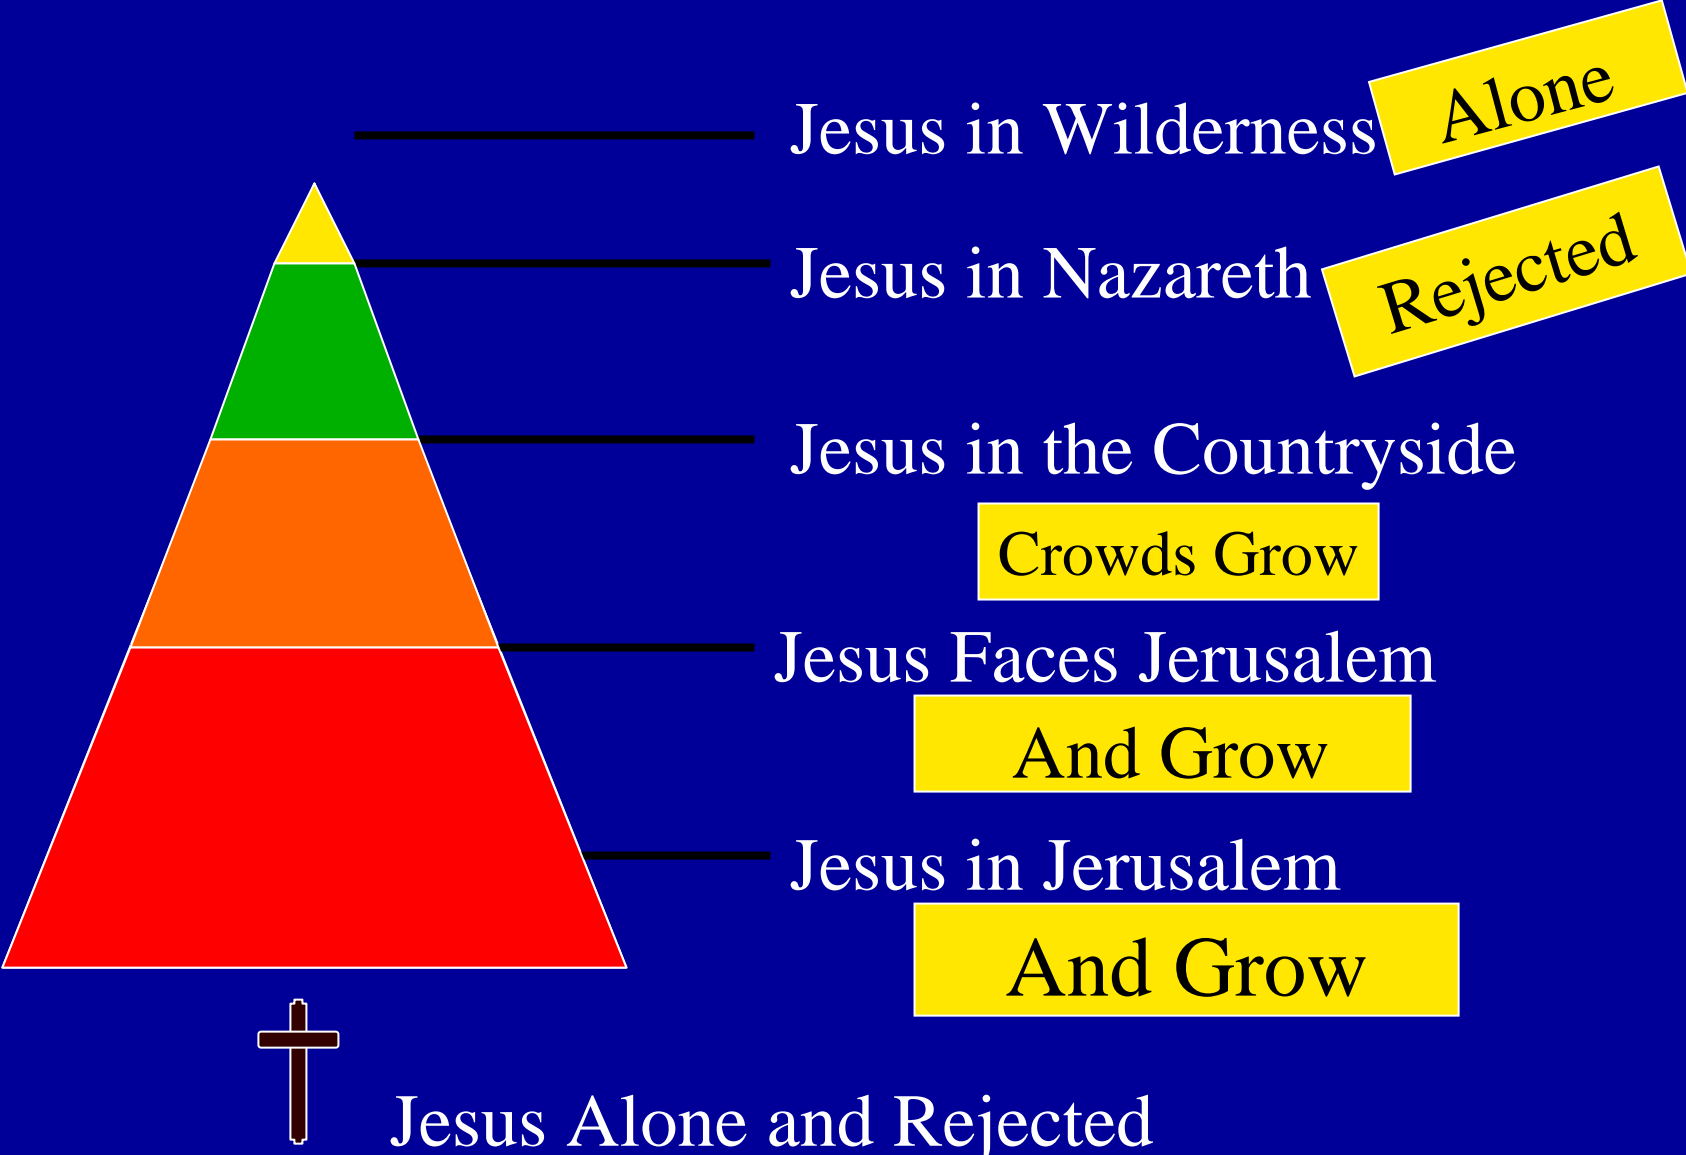 Jesus in Wilderness
Alone
Jesus in Nazareth
Rejected
Jesus in the Countryside
Crowds Grow
Jesus Faces Jerusalem
And Grow
Jesus in Jerusalem
And Grow
Jesus Alone and Rejected